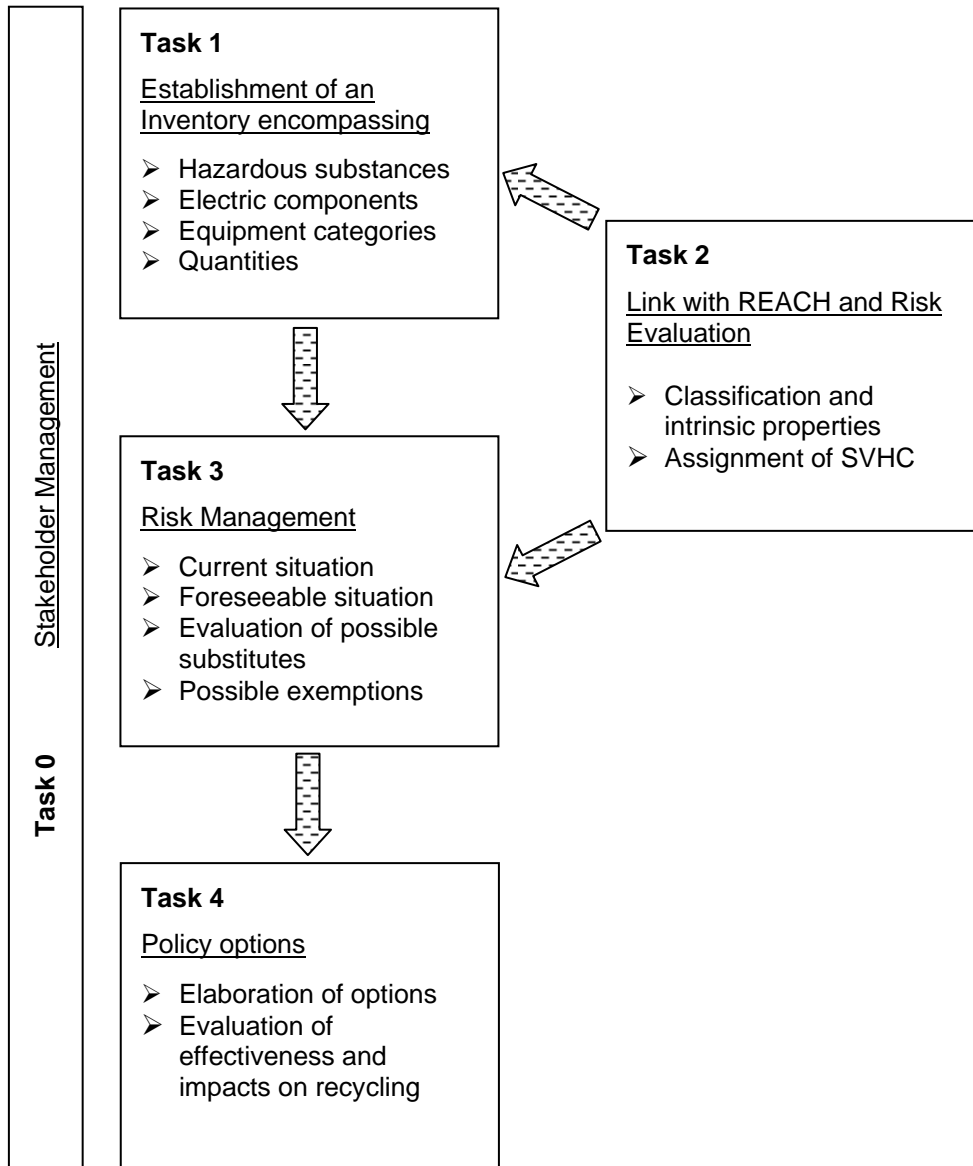 Task 0 Stakeholder Management
Task 1
Establishment of an
Inventory encompassing
➢ Hazardous substances
➢ Electric components
➢ Equipment categories
➢ Quantities
Task 2
Link with REACH and Risk
Evaluation
➢ Classification and
intrinsic properties
➢ Assignment of SVHC
Task 3
Risk Management
➢ Current situation
➢ Foreseeable situation
➢ Evaluation of possible
substitutes
➢ Possible exemptions
Task 4
Policy options
➢ Elaboration of options
➢ Evaluation of
effectiveness and
impacts on recycling